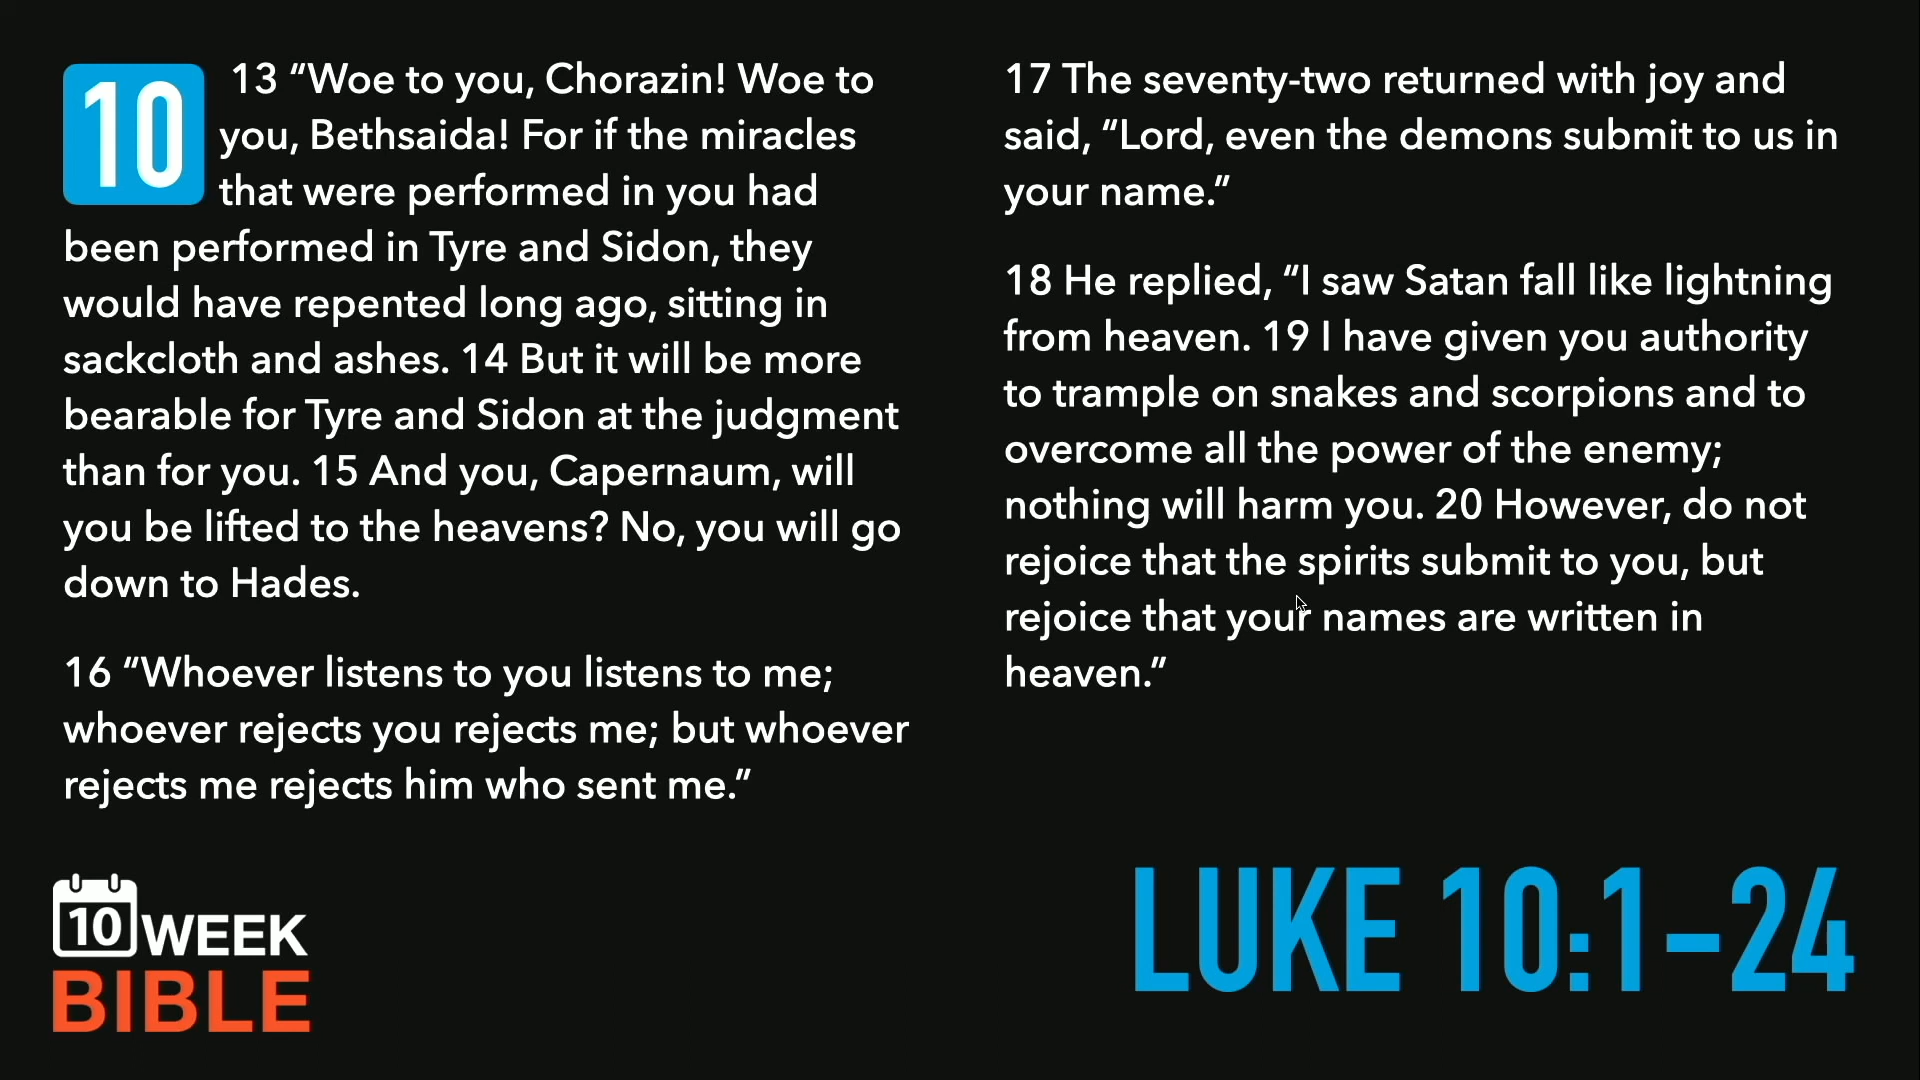 10
13 “Woe to you, Chorazin! Woe to
you, Bethsaida! For if the miracles
that were performed in you had
been performed in Tyre and Sidon, they
would have repented long ago, sitting in
sackcloth and ashes. 14 But it will be more
bearable for Tyre and Sidon at the judgment
than for you. 15 And you, Capernaum, will
you be lifted to the heavens? No, you will go
down to Hades.
16 “Whoever listens to you listens to me;
whoever rejects you rejects me; but whoever
rejects me rejects him who sent me.”
17 The seventy-two returned with joy and
said, “Lord, even the demons submit to us in
your name.”
18 He replied, “I saw Satan fall like lightning
from heaven. 19 I have given you authority
to trample on snakes and scorpions and to
overcome all the power of the enemy;
nothing will harm you. 20 However, do not
rejoice that the spirits submit to you, but
rejoice that your names are written in
heaven.”
10 WEEK
BIBLE
LUKE 10:1–24